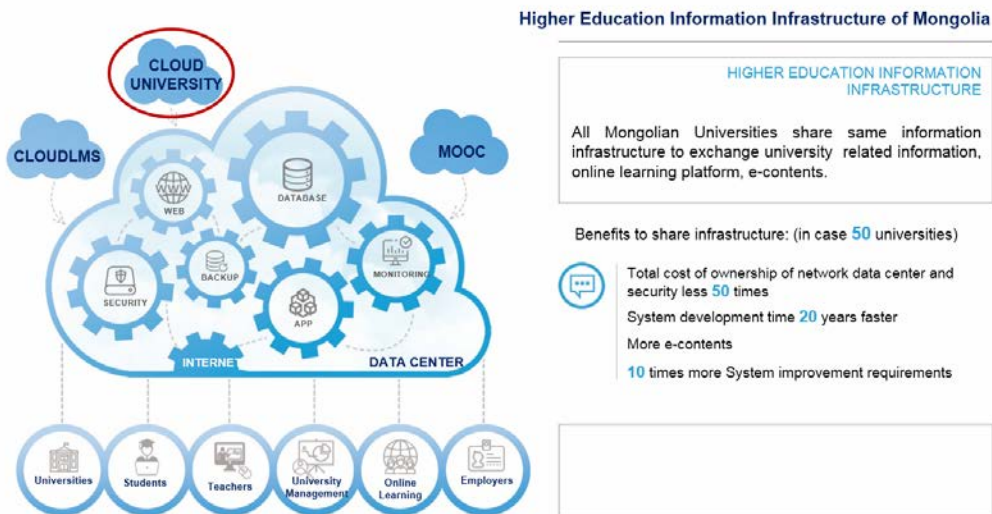 Higher Education Information Infrastructure of Mongolia
CLOUD
UNIVERSITY
CLOUDLMS
MOOC
WWW
WEB
DATABASE
BACKUP
MONITORING
SECURITY
APP
INTERNET
DATA CENTER
Universities
Students
Teachers
University
Management
Online
Learning
Employers
HIGHER EDUCATION INFORMATION
INFRASTRUCTURE
All Mongolian Universities share same information
infrastructure to exchange university related information,
online learning platform, e-contents.
Benefits to share infrastructure: (in case 50 universities)
Total cost of ownership of network data center and
security less 50 times
System development time 20 years faster
More e-contents
10 times more System improvement requirements